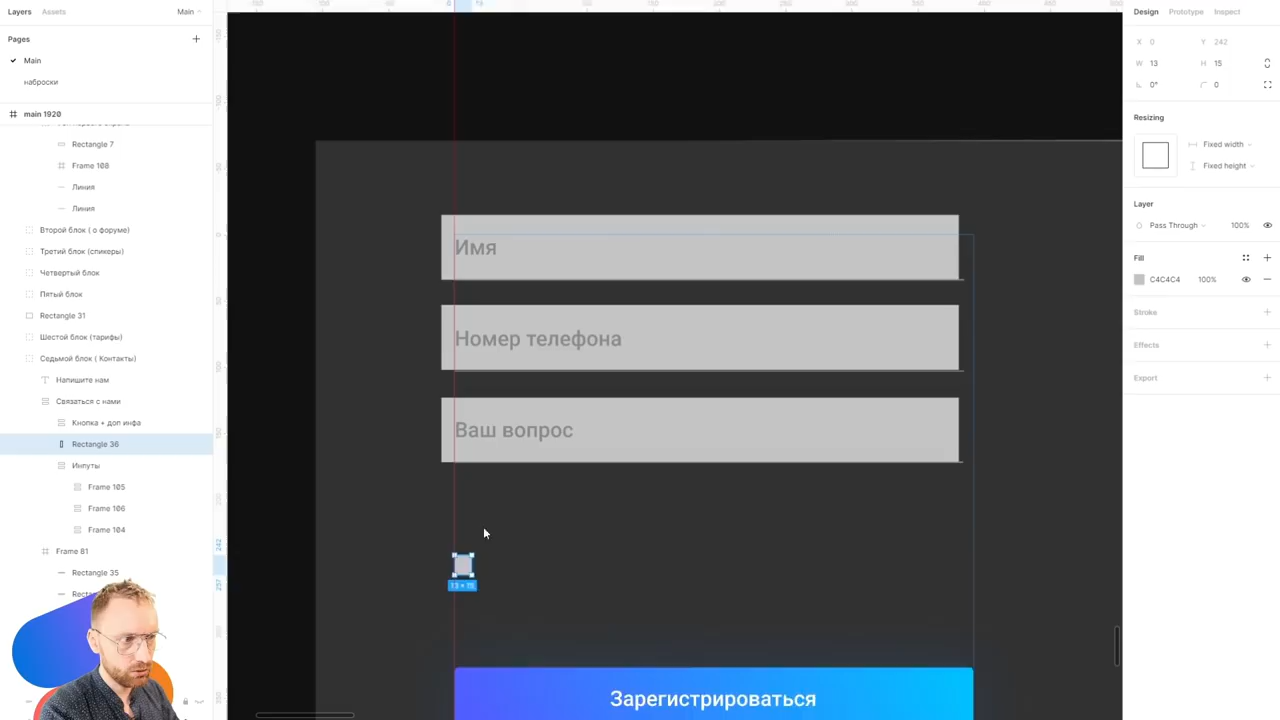 Layers Assets Main
Pages
Main
наброски
main 1920
Rectangle 7
Frame 108
Линия
Линия
Второй блок ( о форуме)
Третий блок (спикеры)
Четвертый блок
Пятый блок
Rectangle 31
Шестой блок (тарифы)
Седьмой блок ( Контакты)
Напишите нам
Связаться с нами
Кнопка + доп инфа
Rectangle 36
Инпуты
Frame 105
Frame 106
Frame 104
Frame 81
Rectangle 35
Имя
Номер телефона
Ваш вопрос
13 × 15
Зарегистрироваться
Design Prototype Inspect
X 0 Y 242
W 13 H 15
0° 0
Resizing
Fixed width
Fixed height
Layer
Pass Through 100%
Fill
C4C4C4 100%
Stroke
Effects
Export